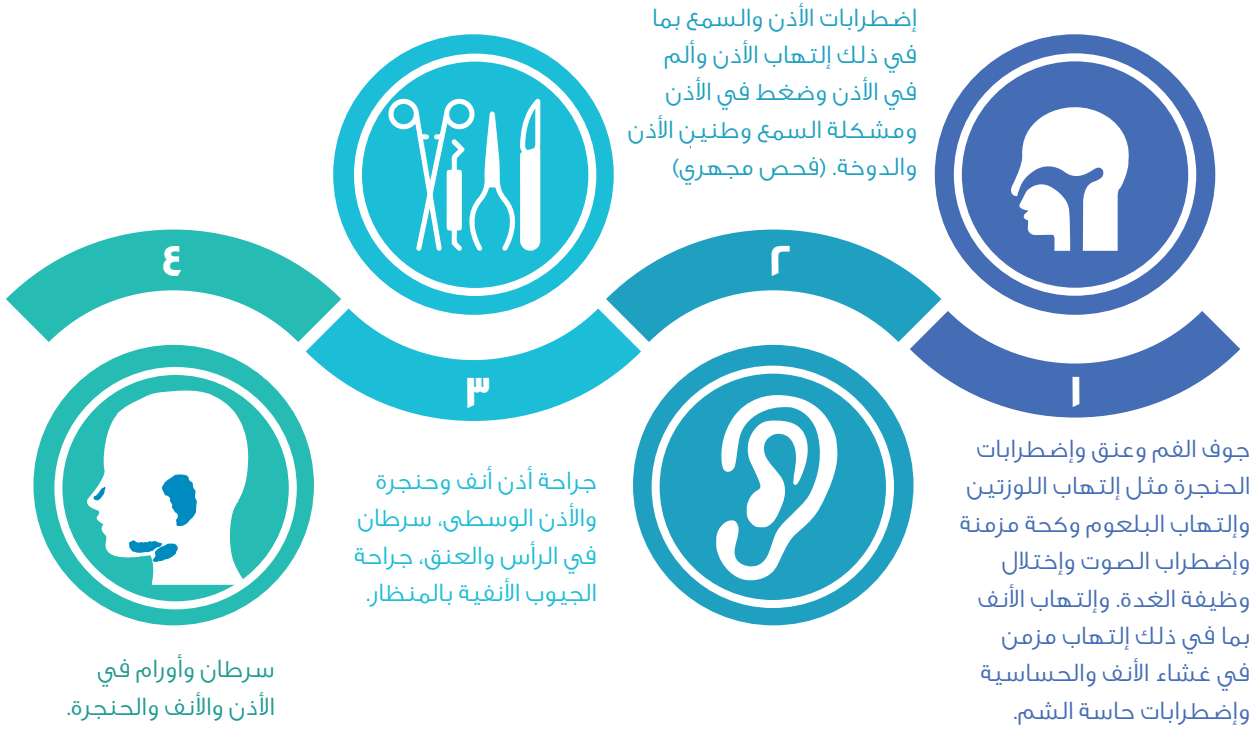 ١
جوف الفم وعنق وإضطرابات
الحنجرة مثل إلتهاب اللوزتين
وإلتهاب البلعوم وكحة مزمنة
وإضطراب الصوت وإختلال
وظيفة الغدة. وإلتهاب الأنف
بما في ذلك إلتهاب مزمن
في غشاء الأنف والحساسية
وإضطرابات حاسة الشم.
٢
إضطرابات الأذن والسمع بما
في ذلك إلتهاب الأذن وألم
في الأذن وضغط في الأذن
ومشكلة السمع وطنين الأذن
والدوخة. (فحص مجهري)
٣
جراحة أذن أنف وحنجرة
والأذن الوسطى، سرطان
في الرأس والعنق، جراحة
الجيوب الأنفية بالمنظار.
٤
سرطان وأورام في
الأذن والأنف والحنجرة.